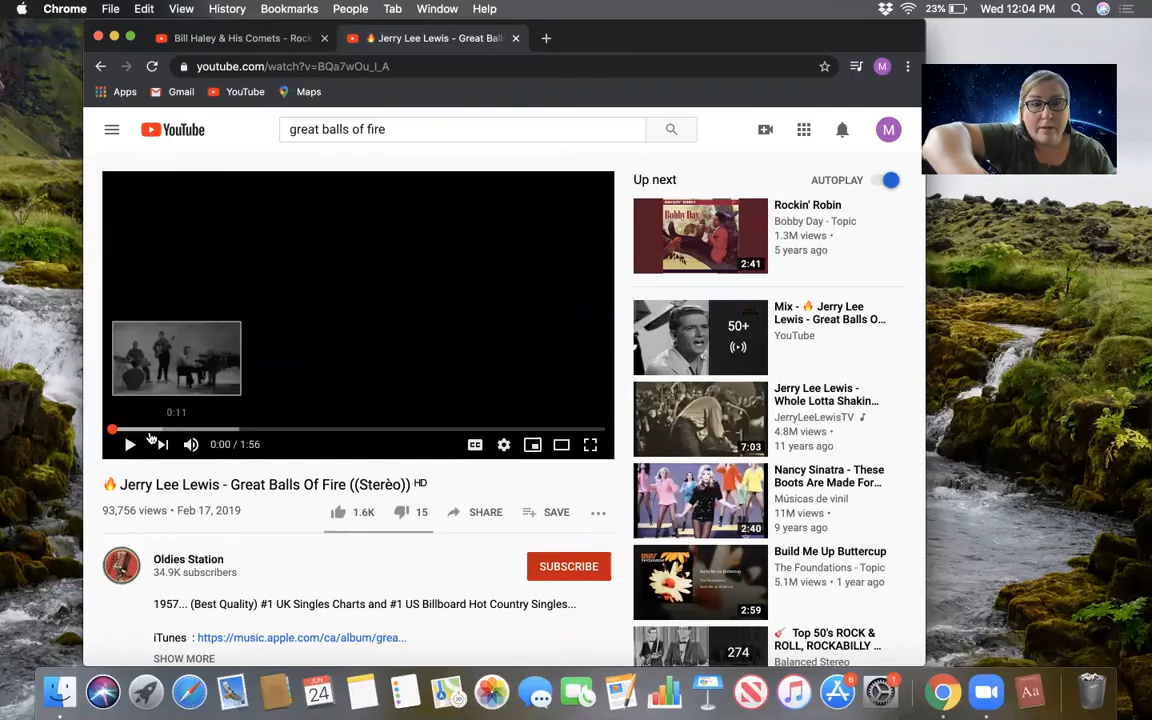 Chrome File Edit View History Bookmarks People Tab Window Help 23% Wed 12:04 PM
Bill Haley & His Comets - Rock
🔥 Jerry Lee Lewis - Great Ball
youtube.com/watch?v=BQa7wOu_I_A
M
Apps Gmail YouTube Maps
YouTube
great balls of fire
M
Up next
AUTOPLAY
Rockin' Robin
Bobby Day - Topic
1.3M views •
5 years ago
Bobby Day
2:41
Mix - 🔥 Jerry Lee
Lewis - Great Balls O...
YouTube
50+
Jerry Lee Lewis -
Whole Lotta Shakin...
JerryLeeLewisTV
4.8M views •
11 years ago
7:03
Nancy Sinatra - These
Boots Are Made For...
Músicas de vinil
11M views •
9 years ago
2:40
Build Me Up Buttercup
The Foundations - Topic
5.1M views • 1 year ago
2:59
Top 50's ROCK &
ROLL, ROCKABILLY ...
Balanced Stereo
274
0:11
0:00 / 1:56
CC
🔥Jerry Lee Lewis - Great Balls Of Fire ((Sterèo)) HD
93,756 views • Feb 17, 2019
1.6K 15 SHARE SAVE
Oldies Station
34.9K subscribers
SUBSCRIBE
1957... (Best Quality) #1 UK Singles Charts and #1 US Billboard Hot Country Singles...
iTunes : https://music.apple.com/ca/album/grea...
SHOW MORE
JUN
24
6
1
Aa